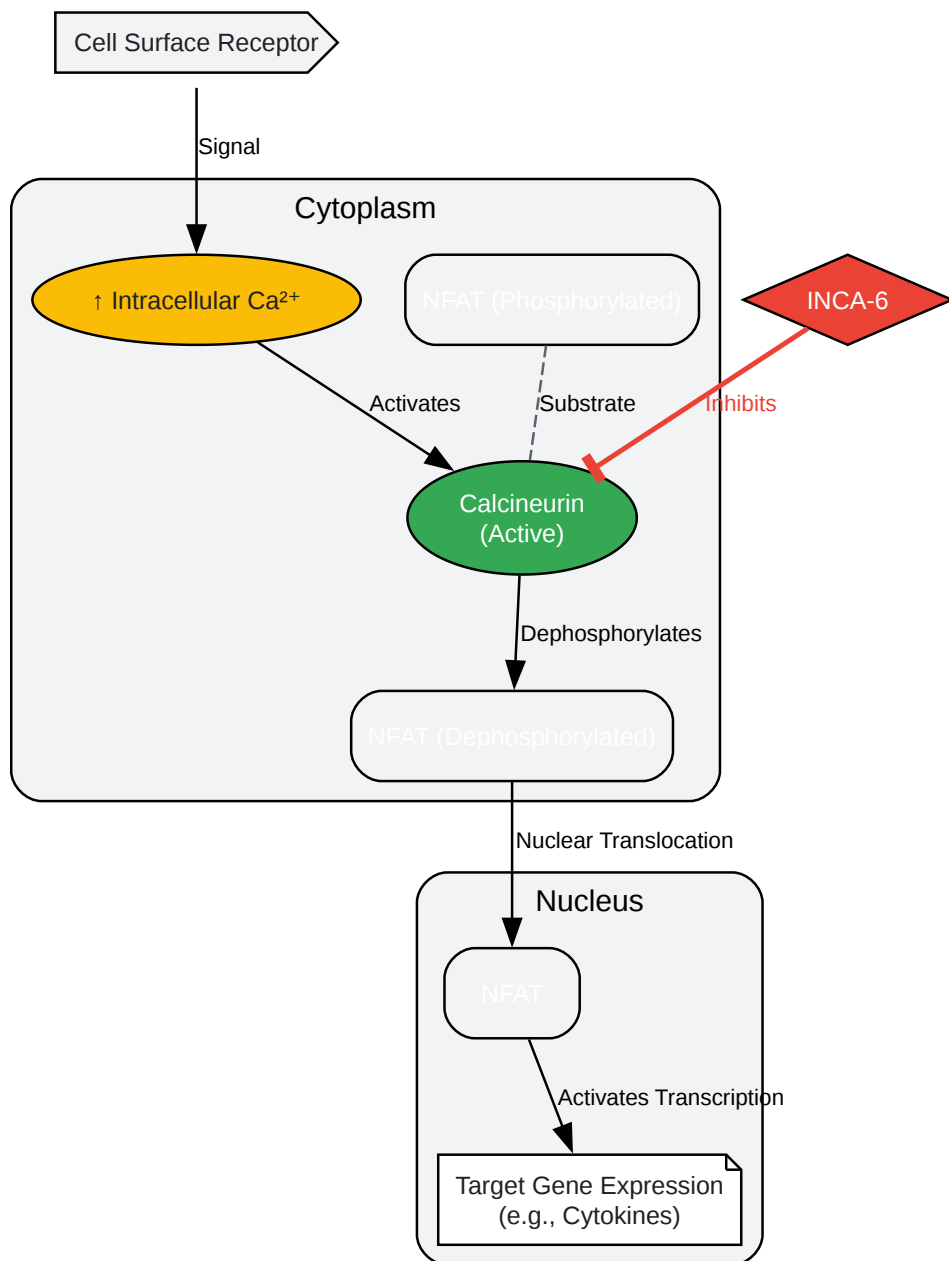 Cell Surface Receptor
Signal
Cytoplasm
↑ Intracellular Ca²⁺
NFAT (Phosphorylated)
INCA-6
Activates
Substrate
Inhibits
Calcineurin
(Active)
Dephosphorylates
NFAT (Dephosphorylated)
Nuclear Translocation
Nucleus
NFAT
Activates Transcription
Target Gene Expression
(e.g., Cytokines)